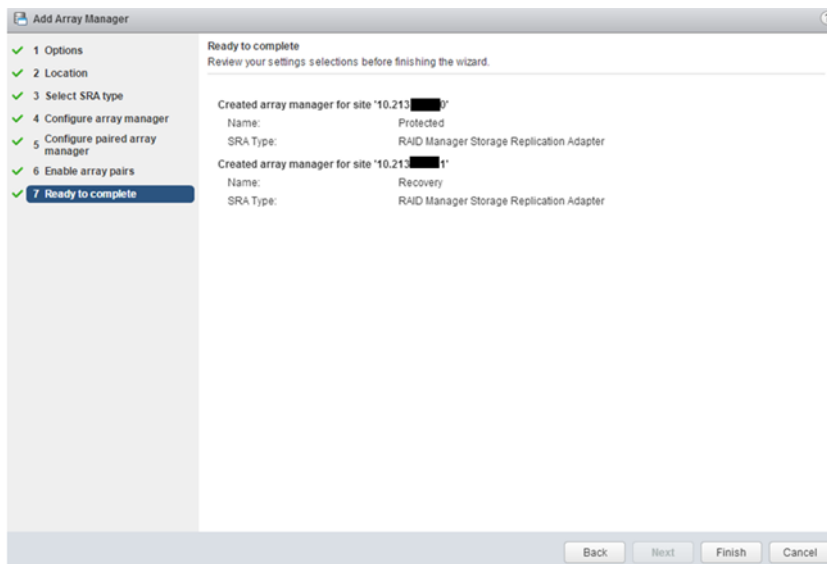 Add Array Manager
1 Options
2 Location
3 Select SRA type
4 Configure array manager
5 Configure paired array
manager
6 Enable array pairs
7 Ready to complete
Ready to complete
Review your settings selections before finishing the wizard.
Created array manager for site '10.213 0'
Name: Protected
SRA Type: RAID Manager Storage Replication Adapter
Created array manager for site '10.213 1'
Name: Recovery
SRA Type: RAID Manager Storage Replication Adapter
Back Next Finish Cancel